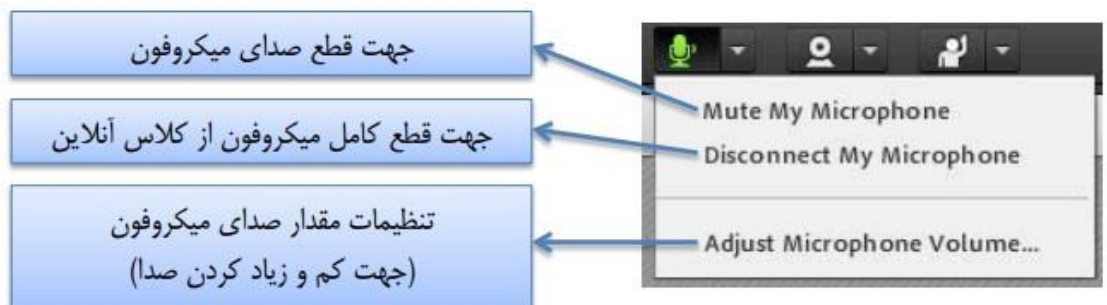 جهت قطع صدای میکروفون
جهت قطع کامل میکروفون از کلاس آنلاین
تنظیمات مقدار صدای میکروفون
(جهت کم و زیاد کردن صدا)
Mute My Microphone
Disconnect My Microphone
Adjust Microphone Volume...